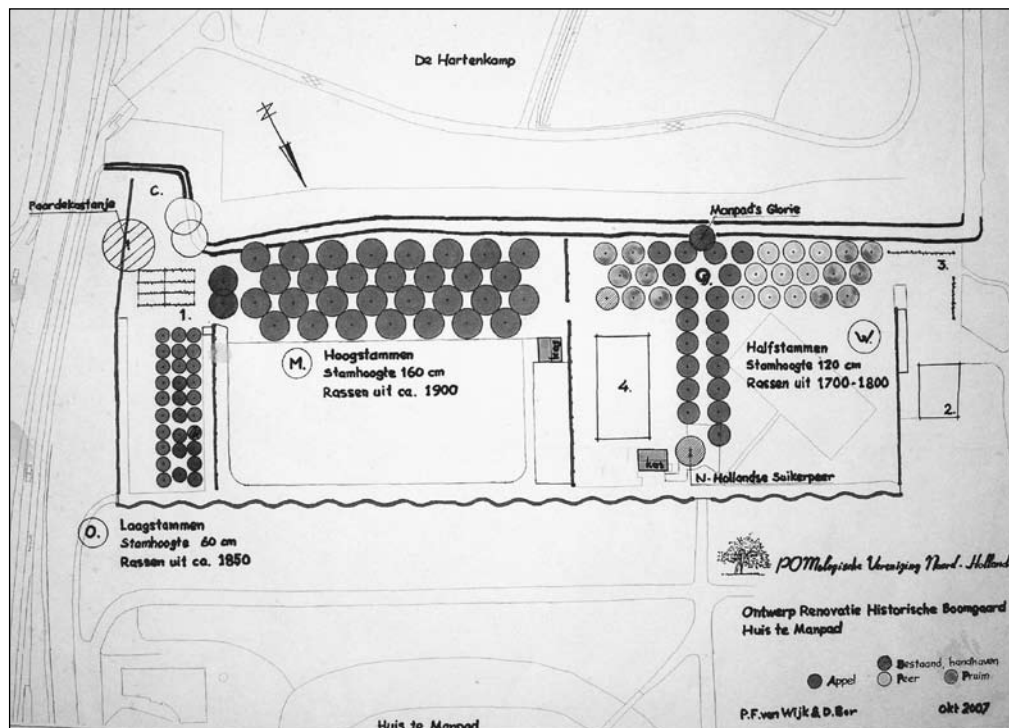 De Hartenkamp
N
C.
Paardekastanje
Manpad's Glorie
3.
1.
M. Hoogstammen
Stamhoogte 160 cm
Rassen uit ca. 1900
kas
4.
Halfstammen W.
Stamhoogte 120 cm
Rassen uit 1700-1800
2.
kas
N-Hollandse Suikerpeer
O. Laagstammen
Stamhoogte 60 cm
Rassen uit ca. 1850
POMologische Vereniging Noord-Holland
Ontwerp Renovatie Historische Boomgaard
Huis te Manpad
Bestaand, handhaven
Appel Peer Pruim
P.F. van Wijk & D. Bor okt 2007
Huis te Manpad